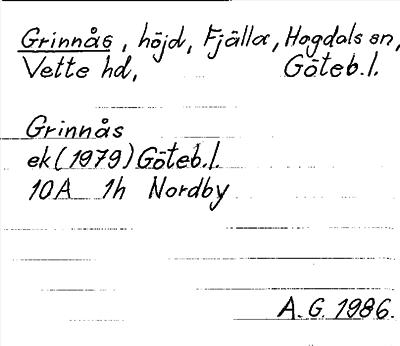 Grinnås, höjd, Fjälla, Hogdals sn,
Vette hd, Göteb.l.
Grinnås
ek (1979) Göteb.l.
10A 1h Nordby
A.G. 1986.